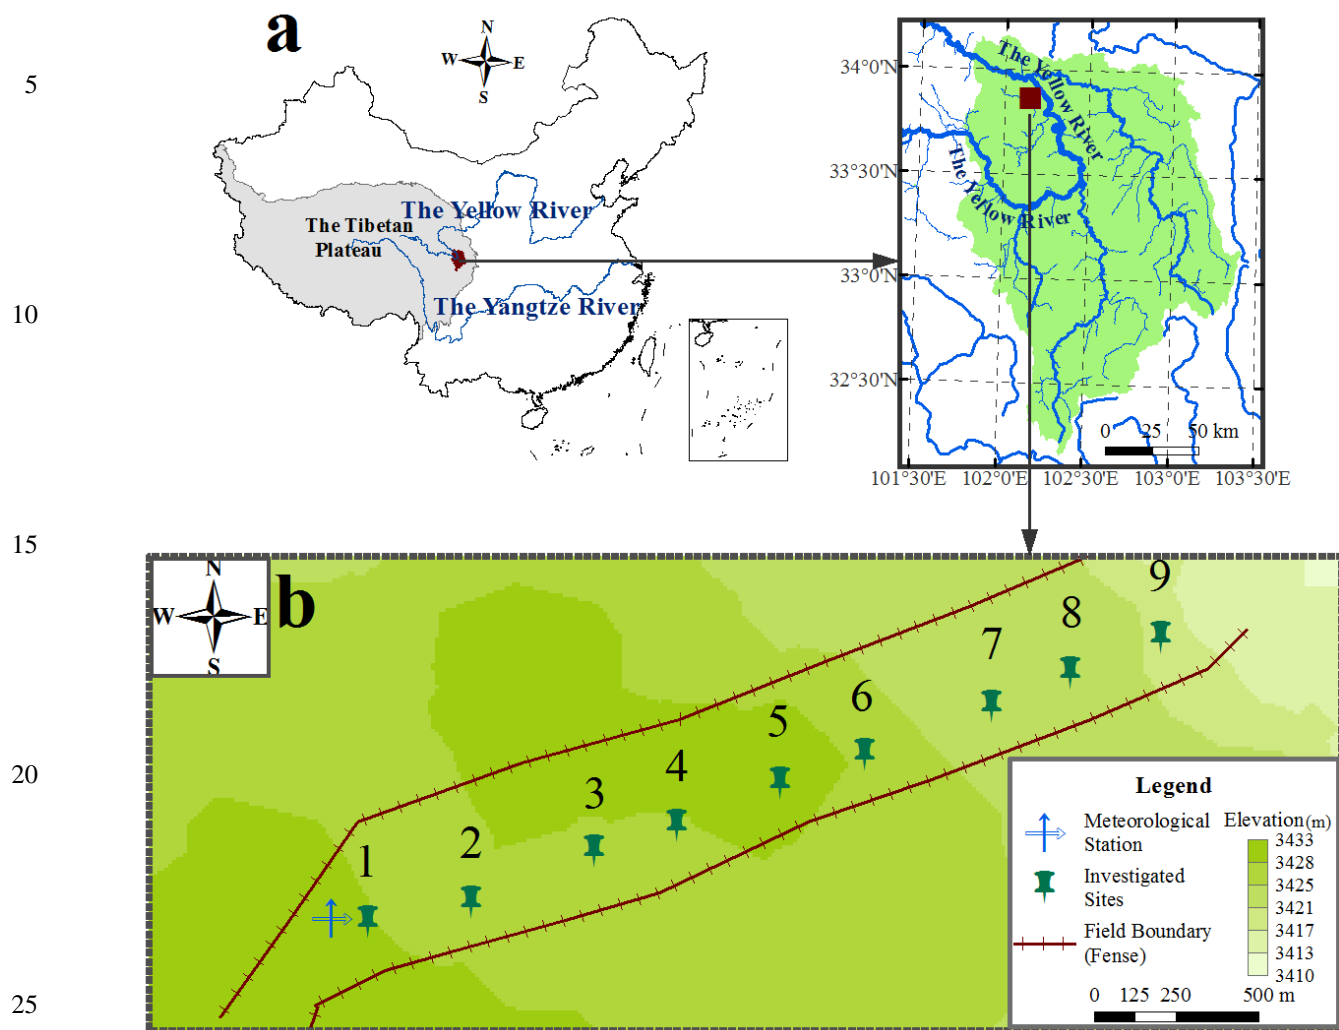 a
N
W E
S
5
10
15
20
25
The Tibetan
Plateau
The Yellow River
The Yangtze River
34°0'N
33°30'N
33°0'N
32°30'N
The Yellow River
The Yellow River
0 25 50 km
101°30'E 102°0'E 102°30'E 103°0'E 103°30'E
b
N
W E
S
1
2
3
4
5
6
7
8
9
Legend
Meteorological
Station
Investigated
Sites
Field Boundary
(Fense)
Elevation(m)
3433
3428
3425
3421
3417
3413
3410
0 125 250 500 m